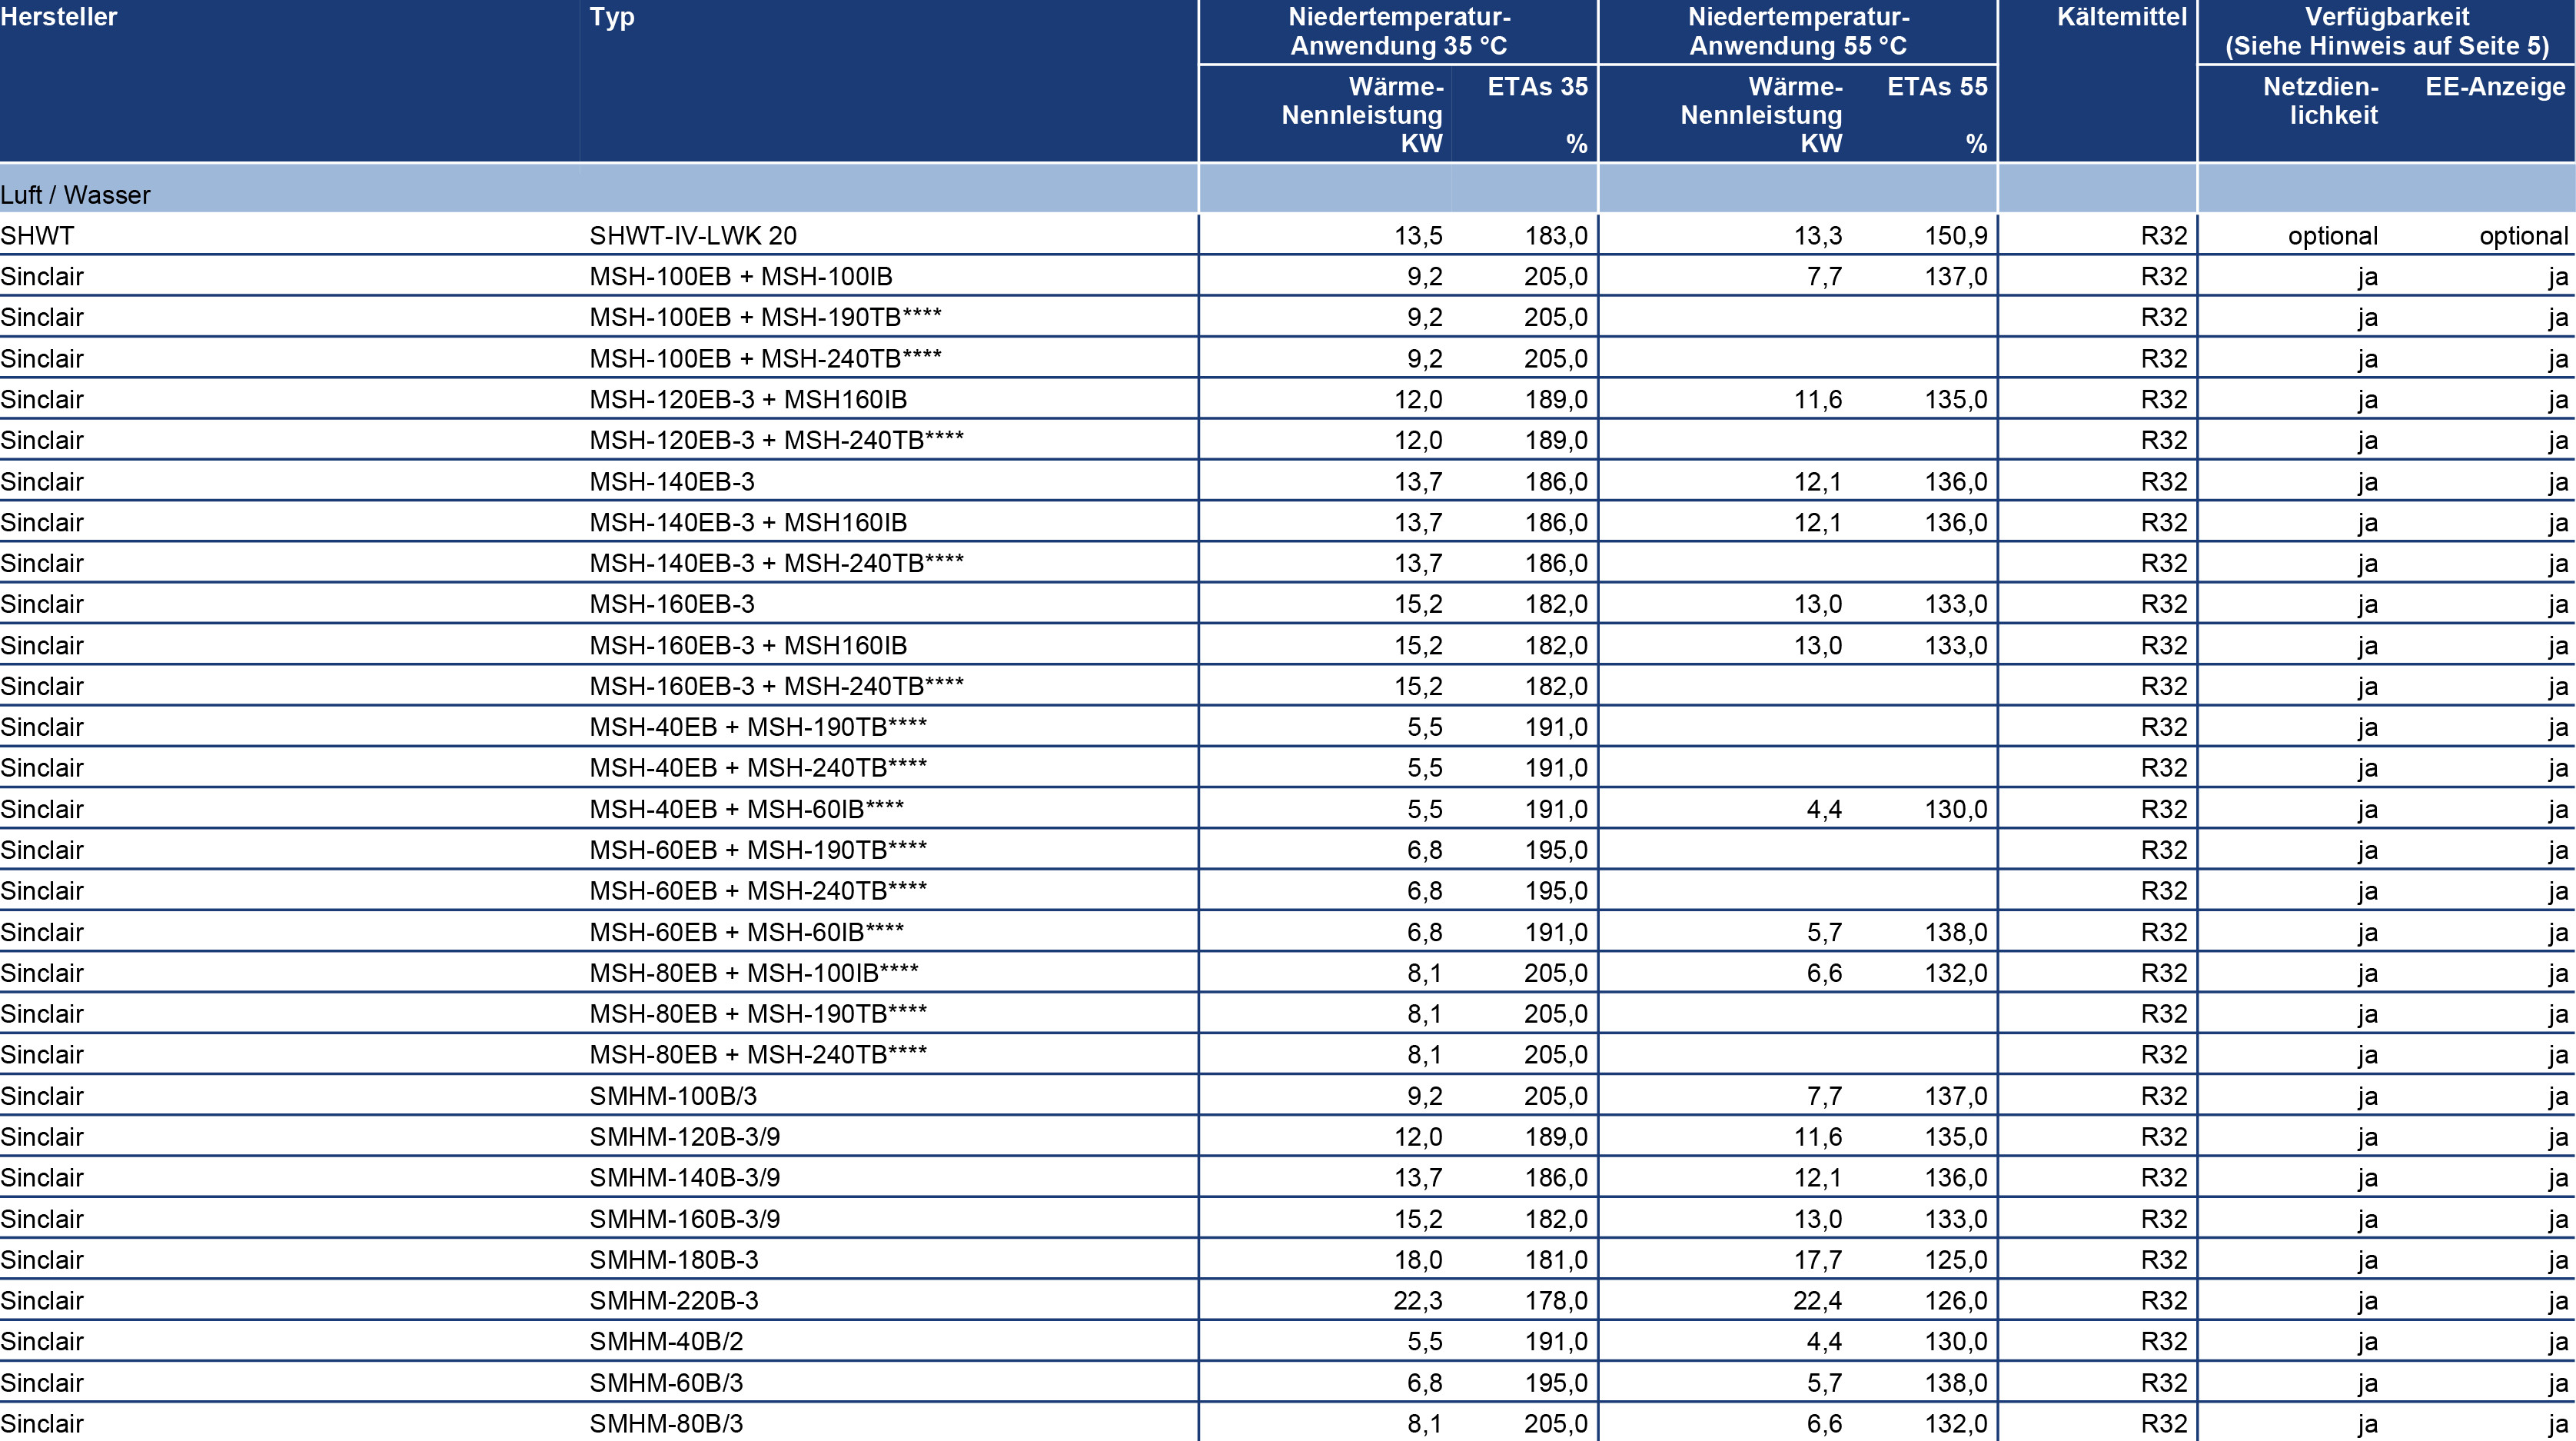 Hersteller Typ Niedertemperatur- Niedertemperatur- Kältemittel Verfügbarkeit
Anwendung 35 °C Anwendung 55 °C (Siehe Hinweis auf Seite 5)
Wärme- ETAs 35 Wärme- ETAs 55 Netzdien- EE-Anzeige
Nennleistung Nennleistung lichkeit
KW % KW %
Luft / Wasser
SHWT SHWT-IV-LWK 20 13,5 183,0 13,3 150,9 R32 optional optional
Sinclair MSH-100EB + MSH-100IB 9,2 205,0 7,7 137,0 R32 ja ja
Sinclair MSH-100EB + MSH-190TB**** 9,2 205,0 R32 ja ja
Sinclair MSH-100EB + MSH-240TB**** 9,2 205,0 R32 ja ja
Sinclair MSH-120EB-3 + MSH160IB 12,0 189,0 11,6 135,0 R32 ja ja
Sinclair MSH-120EB-3 + MSH-240TB**** 12,0 189,0 R32 ja ja
Sinclair MSH-140EB-3 13,7 186,0 12,1 136,0 R32 ja ja
Sinclair MSH-140EB-3 + MSH160IB 13,7 186,0 12,1 136,0 R32 ja ja
Sinclair MSH-140EB-3 + MSH-240TB**** 13,7 186,0 R32 ja ja
Sinclair MSH-160EB-3 15,2 182,0 13,0 133,0 R32 ja ja
Sinclair MSH-160EB-3 + MSH160IB 15,2 182,0 13,0 133,0 R32 ja ja
Sinclair MSH-160EB-3 + MSH-240TB**** 15,2 182,0 R32 ja ja
Sinclair MSH-40EB + MSH-190TB**** 5,5 191,0 R32 ja ja
Sinclair MSH-40EB + MSH-240TB**** 5,5 191,0 R32 ja ja
Sinclair MSH-40EB + MSH-60IB**** 5,5 191,0 4,4 130,0 R32 ja ja
Sinclair MSH-60EB + MSH-190TB**** 6,8 195,0 R32 ja ja
Sinclair MSH-60EB + MSH-240TB**** 6,8 195,0 R32 ja ja
Sinclair MSH-60EB + MSH-60IB**** 6,8 191,0 5,7 138,0 R32 ja ja
Sinclair MSH-80EB + MSH-100IB**** 8,1 205,0 6,6 132,0 R32 ja ja
Sinclair MSH-80EB + MSH-190TB**** 8,1 205,0 R32 ja ja
Sinclair MSH-80EB + MSH-240TB**** 8,1 205,0 R32 ja ja
Sinclair SMHM-100B/3 9,2 205,0 7,7 137,0 R32 ja ja
Sinclair SMHM-120B-3/9 12,0 189,0 11,6 135,0 R32 ja ja
Sinclair SMHM-140B-3/9 13,7 186,0 12,1 136,0 R32 ja ja
Sinclair SMHM-160B-3/9 15,2 182,0 13,0 133,0 R32 ja ja
Sinclair SMHM-180B-3 18,0 181,0 17,7 125,0 R32 ja ja
Sinclair SMHM-220B-3 22,3 178,0 22,4 126,0 R32 ja ja
Sinclair SMHM-40B/2 5,5 191,0 4,4 130,0 R32 ja ja
Sinclair SMHM-60B/3 6,8 195,0 5,7 138,0 R32 ja ja
Sinclair SMHM-80B/3 8,1 205,0 6,6 132,0 R32 ja ja